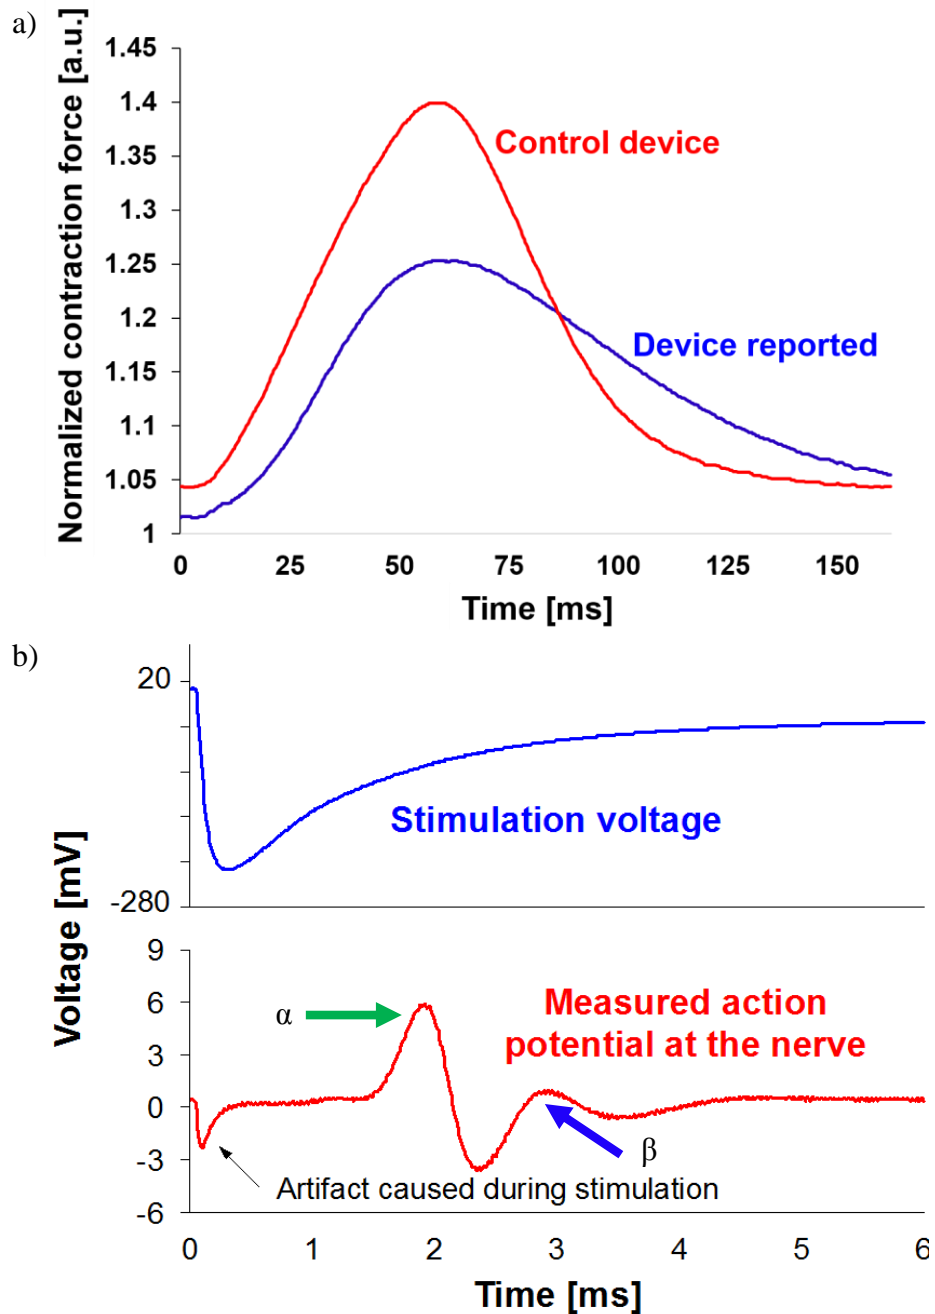 a)
Normalized contraction force [a.u.]
1.45
1.4
1.35
1.3
1.25
1.2
1.15
1.1
1.05
1
Control device
Device reported
0 25 50 75 100 125 150
Time [ms]
b)
Voltage [mV]
20
-280
Stimulation voltage
9
6
3
0
-3
-6
α
Measured action
potential at the nerve
β
Artifact caused during stimulation
0 1 2 3 4 5 6
Time [ms]